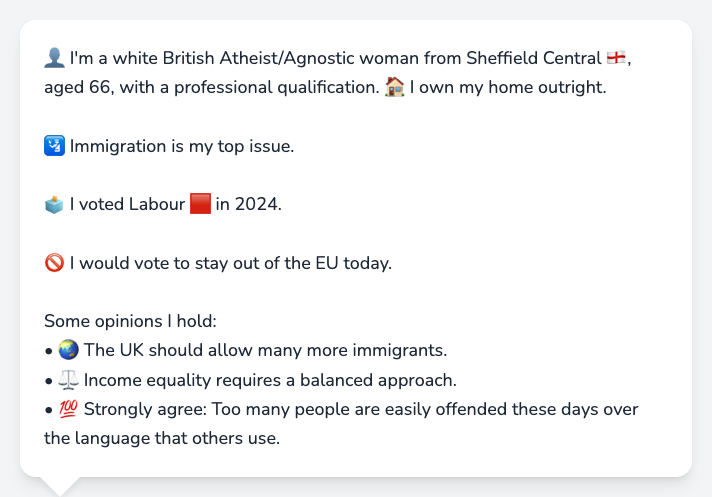 👤 I'm a white British Atheist/Agnostic woman from Sheffield Central 🏴󠁧󠁢󠁥󠁮󠁧󠁿,
aged 66, with a professional qualification. 🏠 I own my home outright.
🛂 Immigration is my top issue.
🗳️ I voted Labour 🟥 in 2024.
🚫 I would vote to stay out of the EU today.
Some opinions I hold:
• 🌏 The UK should allow many more immigrants.
• ⚖️ Income equality requires a balanced approach.
• 💯 Strongly agree: Too many people are easily offended these days over
the language that others use.